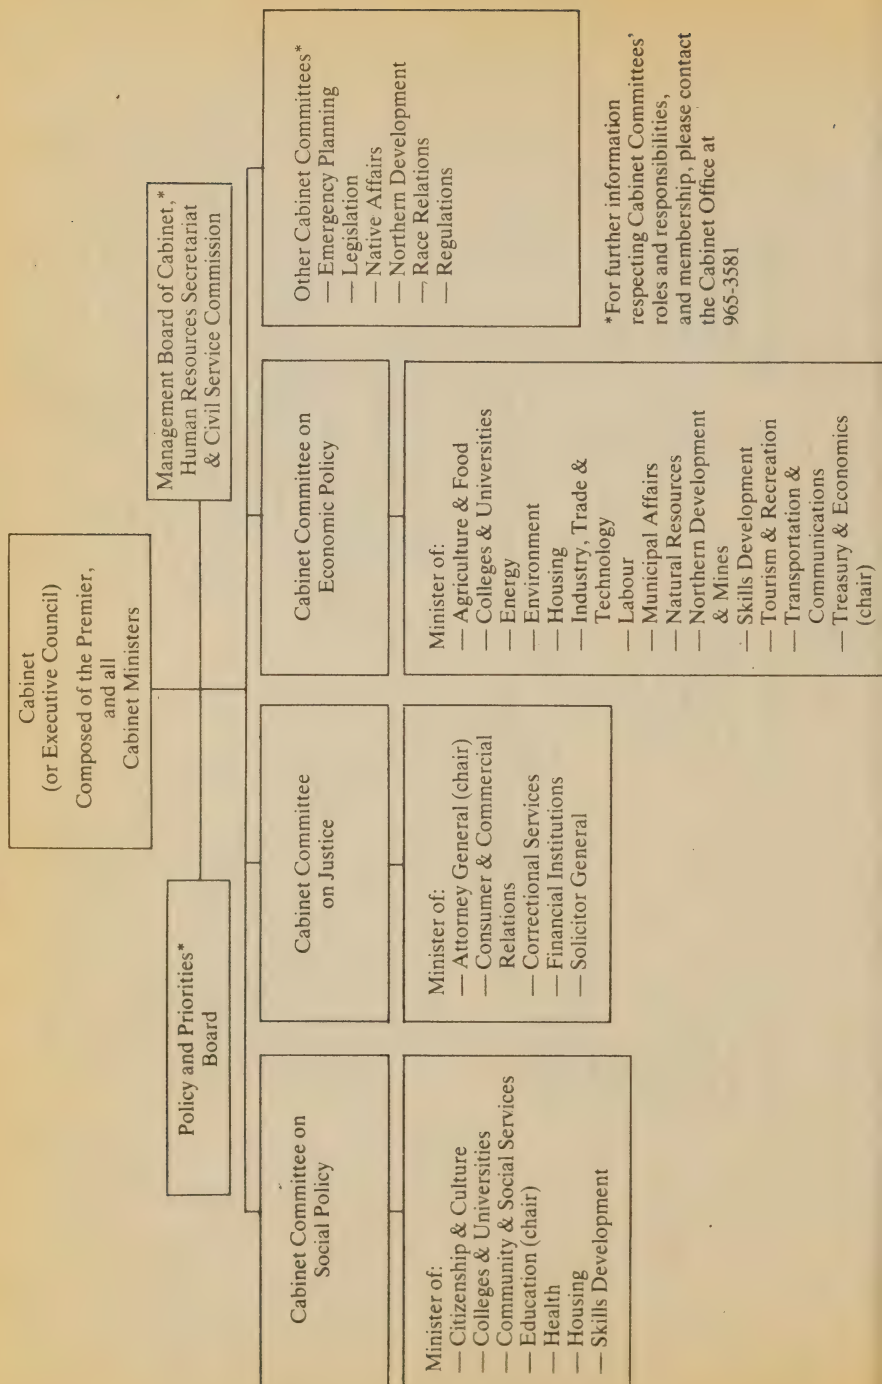 Cabinet
(or Executive Council)
Composed of the Premier,
and all
Cabinet Ministers
Policy and Priorities*
Board
Management Board of Cabinet,*
Human Resources Secretariat
& Civil Service Commission
Cabinet Committee on
Social Policy
Minister of:
— Citizenship & Culture
— Colleges & Universities
— Community & Social Services
— Education (chair)
— Health
— Housing
— Skills Development
Cabinet Committee
on Justice
Minister of:
— Attorney General (chair)
— Consumer & Commercial
Relations
— Correctional Services
— Financial Institutions
— Solicitor General
Cabinet Committee on
Economic Policy
Minister of:
— Agriculture & Food
— Colleges & Universities
— Energy
— Environment
— Housing
— Industry, Trade &
Technology
— Labour
— Municipal Affairs
— Natural Resources
— Northern Development
& Mines
— Skills Development
— Tourism & Recreation
— Transportation &
Communications
— Treasury & Economics
(chair)
Other Cabinet Committees*
— Emergency Planning
— Legislation
— Native Affairs
— Northern Development
— Race Relations
— Regulations
*For further information
respecting Cabinet Committees'
roles and responsibilities,
and membership, please contact
the Cabinet Office at
965-3581